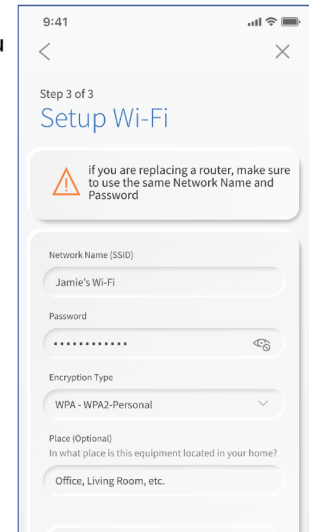 9:41
Step 3 of 3
Setup Wi-Fi
if you are replacing a router, make sure
to use the same Network Name and
Password
Network Name (SSID)
Jamie's Wi-Fi
Password
••••••••••••
Encryption Type
WPA - WPA2-Personal
Place (Optional)
In what place is this equipment located in your home?
Office, Living Room, etc.